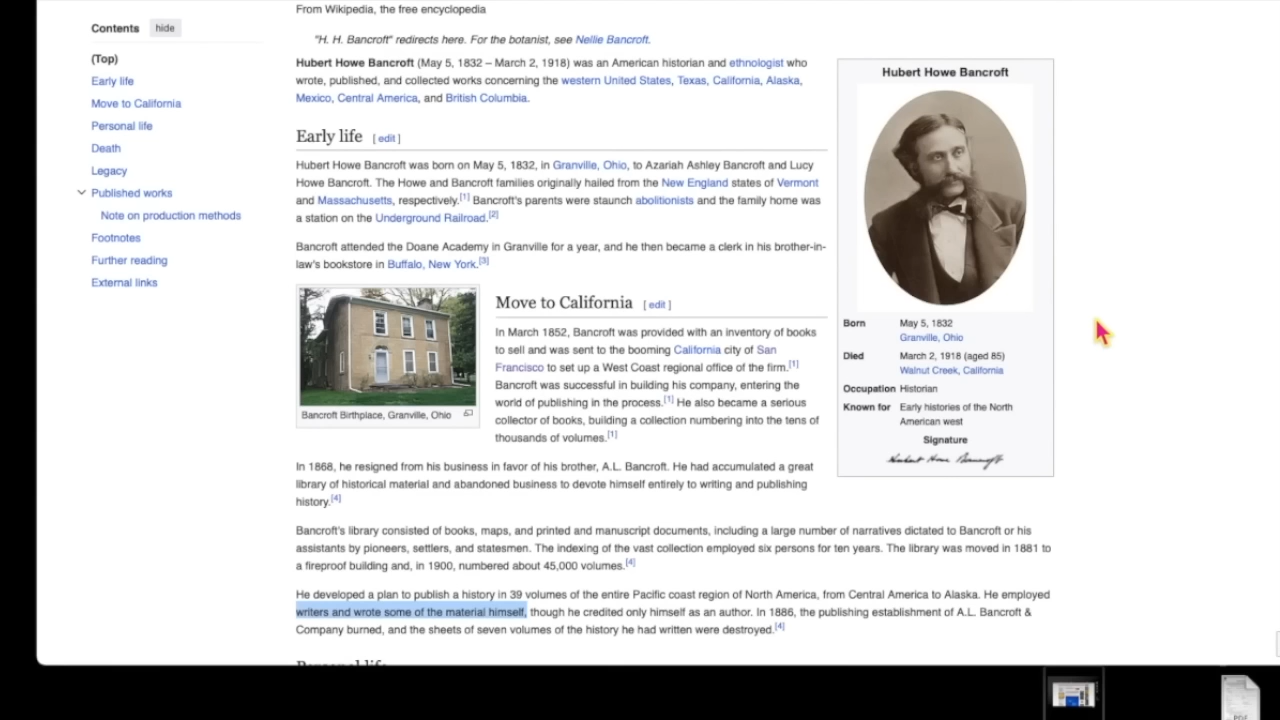 From Wikipedia, the free encyclopedia
Contents hide
"H. H. Bancroft" redirects here. For the botanist, see Nellie Bancroft.
(Top)
Early life
Move to California
Personal life
Death
Legacy
Published works
Note on production methods
Footnotes
Further reading
External links
Hubert Howe Bancroft (May 5, 1832 – March 2, 1918) was an American historian and ethnologist who
wrote, published, and collected works concerning the western United States, Texas, California, Alaska,
Mexico, Central America, and British Columbia.
Early life [ edit ]
Hubert Howe Bancroft was born on May 5, 1832, in Granville, Ohio, to Azariah Ashley Bancroft and Lucy
Howe Bancroft. The Howe and Bancroft families originally hailed from the New England states of Vermont
and Massachusetts, respectively.[1] Bancroft's parents were staunch abolitionists and the family home was
a station on the Underground Railroad.[2]
Bancroft attended the Doane Academy in Granville for a year, and he then became a clerk in his brother-in-
law's bookstore in Buffalo, New York.[3]
Bancroft Birthplace, Granville, Ohio
Move to California [ edit ]
In March 1852, Bancroft was provided with an inventory of books
to sell and was sent to the booming California city of San
Francisco to set up a West Coast regional office of the firm.[1]
Bancroft was successful in building his company, entering the
world of publishing in the process.[1] He also became a serious
collector of books, building a collection numbering into the tens of
thousands of volumes.[1]
In 1868, he resigned from his business in favor of his brother, A.L. Bancroft. He had accumulated a great
library of historical material and abandoned business to devote himself entirely to writing and publishing
history.[4]
Bancroft's library consisted of books, maps, and printed and manuscript documents, including a large number of narratives dictated to Bancroft or his
assistants by pioneers, settlers, and statesmen. The indexing of the vast collection employed six persons for ten years. The library was moved in 1881 to
a fireproof building and, in 1900, numbered about 45,000 volumes.[4]
He developed a plan to publish a history in 39 volumes of the entire Pacific coast region of North America, from Central America to Alaska. He employed
writers and wrote some of the material himself, though he credited only himself as an author. In 1886, the publishing establishment of A.L. Bancroft &
Company burned, and the sheets of seven volumes of the history he had written were destroyed.[4]
Personal life
Hubert Howe Bancroft
Born May 5, 1832
Granville, Ohio
Died March 2, 1918 (aged 85)
Walnut Creek, California
Occupation Historian
Known for Early histories of the North
American west
Signature
Hubert Howe Bancroft
PDF